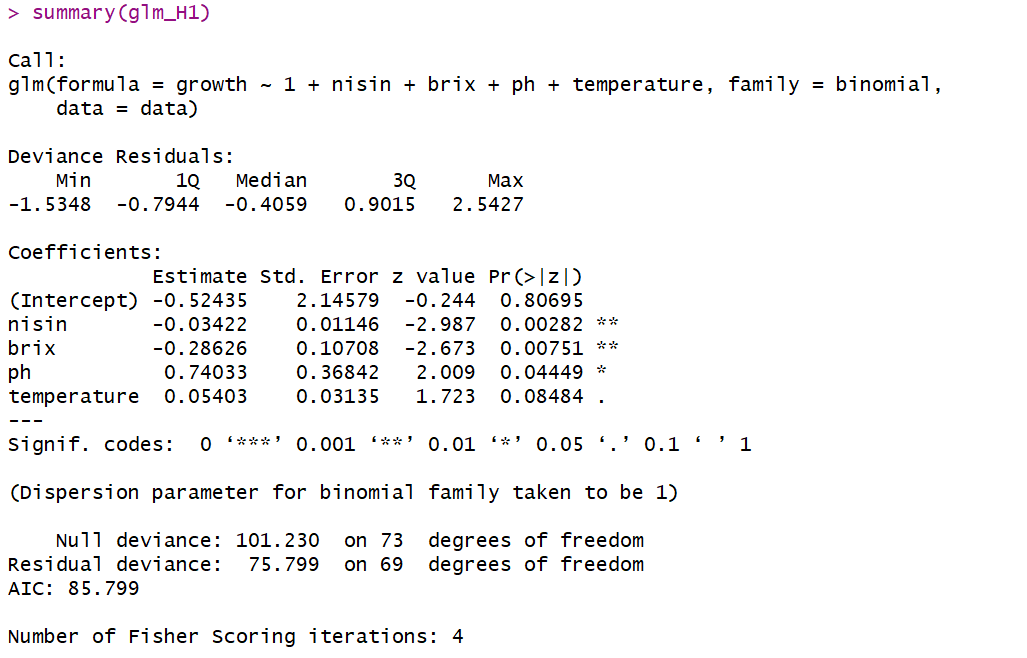 > summary(glm_H1)
Call:
glm(formula = growth ~ 1 + nisin + brix + ph + temperature, family = binomial,
    data = data)
Deviance Residuals:
    Min       1Q   Median       3Q      Max
-1.5348  -0.7944  -0.4059   0.9015   2.5427
Coefficients:
            Estimate Std. Error z value Pr(>|z|)
(Intercept) -0.52435    2.14579  -0.244  0.80695
nisin       -0.03422    0.01146  -2.987  0.00282 **
brix        -0.28626    0.10708  -2.673  0.00751 **
ph           0.74033    0.36842   2.009  0.04449 *
temperature  0.05403    0.03135   1.723  0.08484 .
---
Signif. codes:  0 ‘***’ 0.001 ‘**’ 0.01 ‘*’ 0.05 ‘.’ 0.1 ‘ ’ 1
(Dispersion parameter for binomial family taken to be 1)
    Null deviance: 101.230  on 73  degrees of freedom
Residual deviance:  75.799  on 69  degrees of freedom
AIC: 85.799
Number of Fisher Scoring iterations: 4